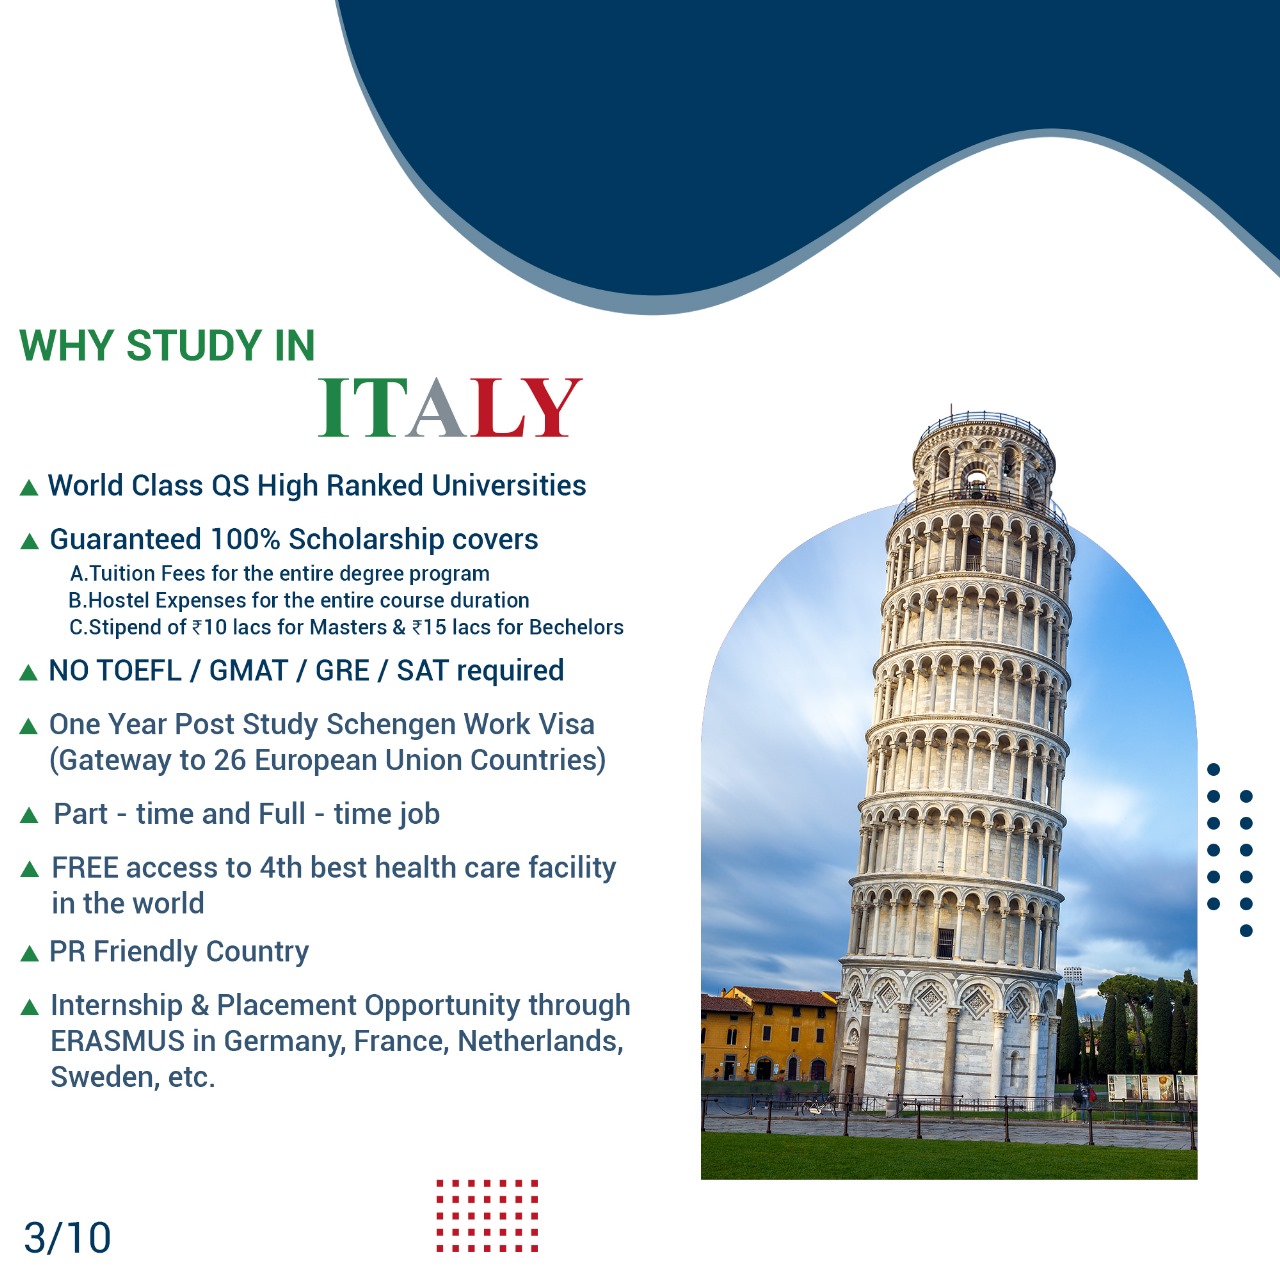 WHY STUDY IN
ITALY
World Class QS High Ranked Universities
Guaranteed 100% Scholarship covers
A.Tuition Fees for the entire degree program
B.Hostel Expenses for the entire course duration
C.Stipend of ₹10 lacs for Masters & ₹15 lacs for Bechelors
NO TOEFL / GMAT / GRE / SAT required
One Year Post Study Schengen Work Visa
(Gateway to 26 European Union Countries)
Part - time and Full - time job
FREE access to 4th best health care facility
in the world
PR Friendly Country
Internship & Placement Opportunity through
ERASMUS in Germany, France, Netherlands,
Sweden, etc.
3/10